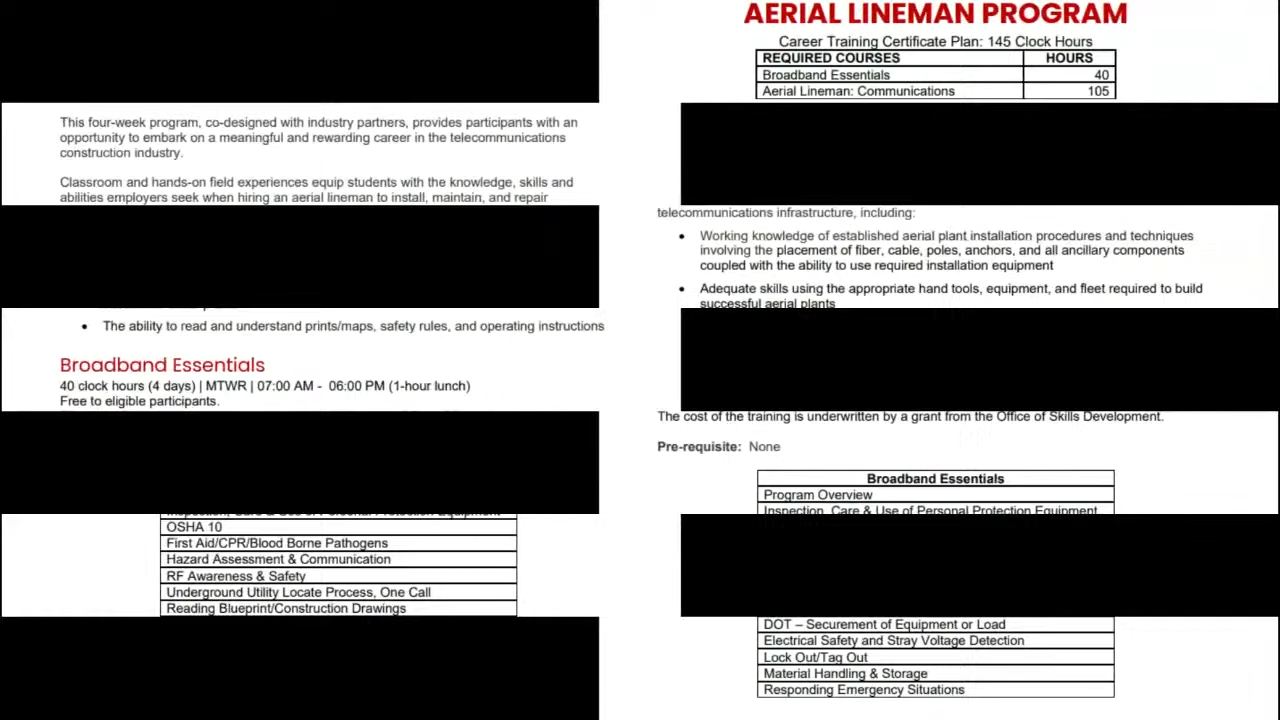 AERIAL LINEMAN PROGRAM
Career Training Certificate Plan: 145 Clock Hours
REQUIRED COURSES HOURS
Broadband Essentials 40
Aerial Lineman: Communications 105
This four-week program, co-designed with industry partners, provides participants with an
opportunity to embark on a meaningful and rewarding career in the telecommunications
construction industry.
Classroom and hands-on field experiences equip students with the knowledge, skills and
abilities employers seek when hiring an aerial lineman to install, maintain, and repair
telecommunications infrastructure, including:
• Working knowledge of established aerial plant installation procedures and techniques
involving the placement of fiber, cable, poles, anchors, and all ancillary components
coupled with the ability to use required installation equipment
• Adequate skills using the appropriate hand tools, equipment, and fleet required to build
successful aerial plants
• The ability to read and understand prints/maps, safety rules, and operating instructions
Broadband Essentials
40 clock hours (4 days) | MTWR | 07:00 AM - 06:00 PM (1-hour lunch)
Free to eligible participants.
The cost of the training is underwritten by a grant from the Office of Skills Development.
Pre-requisite: None
Broadband Essentials
Program Overview
Inspection, Care & Use of Personal Protection Equipment
OSHA 10
First Aid/CPR/Blood Borne Pathogens
Hazard Assessment & Communication
RF Awareness & Safety
Underground Utility Locate Process, One Call
Reading Blueprint/Construction Drawings
DOT – Securement of Equipment or Load
Electrical Safety and Stray Voltage Detection
Lock Out/Tag Out
Material Handling & Storage
Responding Emergency Situations